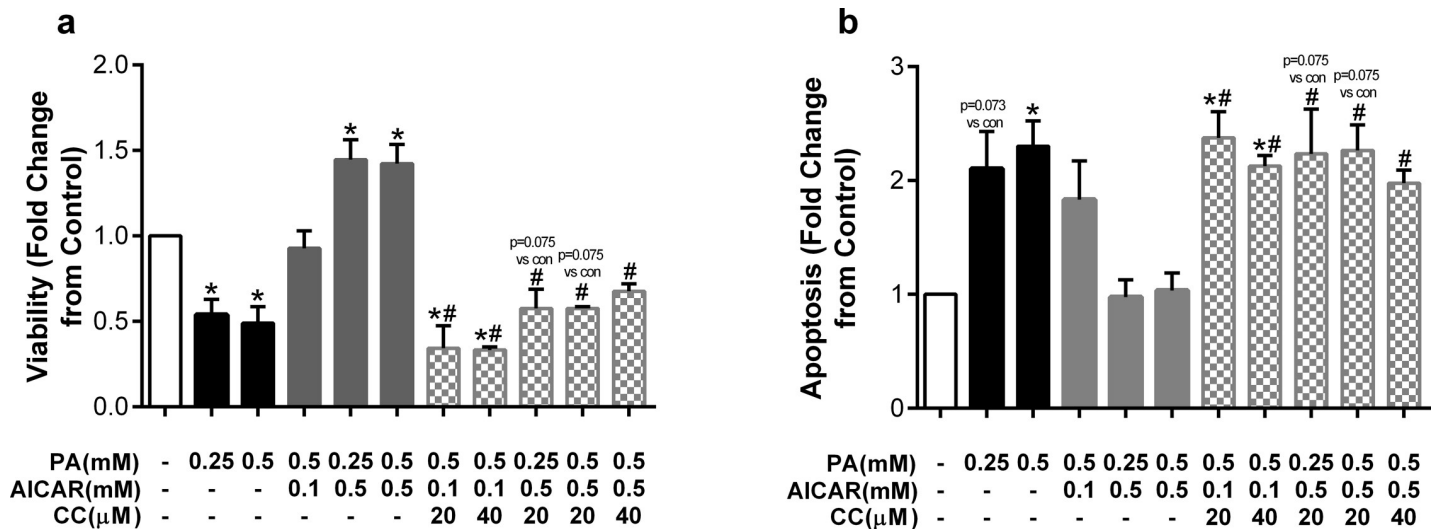 a
Viability (Fold Change
from Control)
2.0
1.5
1.0
0.5
0.0
*
*
*
*
*#
*#
p=0.075
vs con
#
p=0.075
vs con
#
#
PA(mM) - 0.25 0.5 0.5 0.25 0.5 0.5 0.5 0.25 0.5 0.5
AICAR(mM) - - - 0.1 0.5 0.5 0.1 0.1 0.5 0.5 0.5
CC(μM) - - - - - - 20 40 20 20 40
b
Apoptosis (Fold Change
from Control)
3
2
1
0
p=0.073
vs con
*
*#
*#
p=0.075
vs con
#
p=0.075
vs con
#
#
PA(mM) - 0.25 0.5 0.5 0.25 0.5 0.5 0.5 0.25 0.5 0.5
AICAR(mM) - - - 0.1 0.5 0.5 0.1 0.1 0.5 0.5 0.5
CC(μM) - - - - - - 20 40 20 20 40